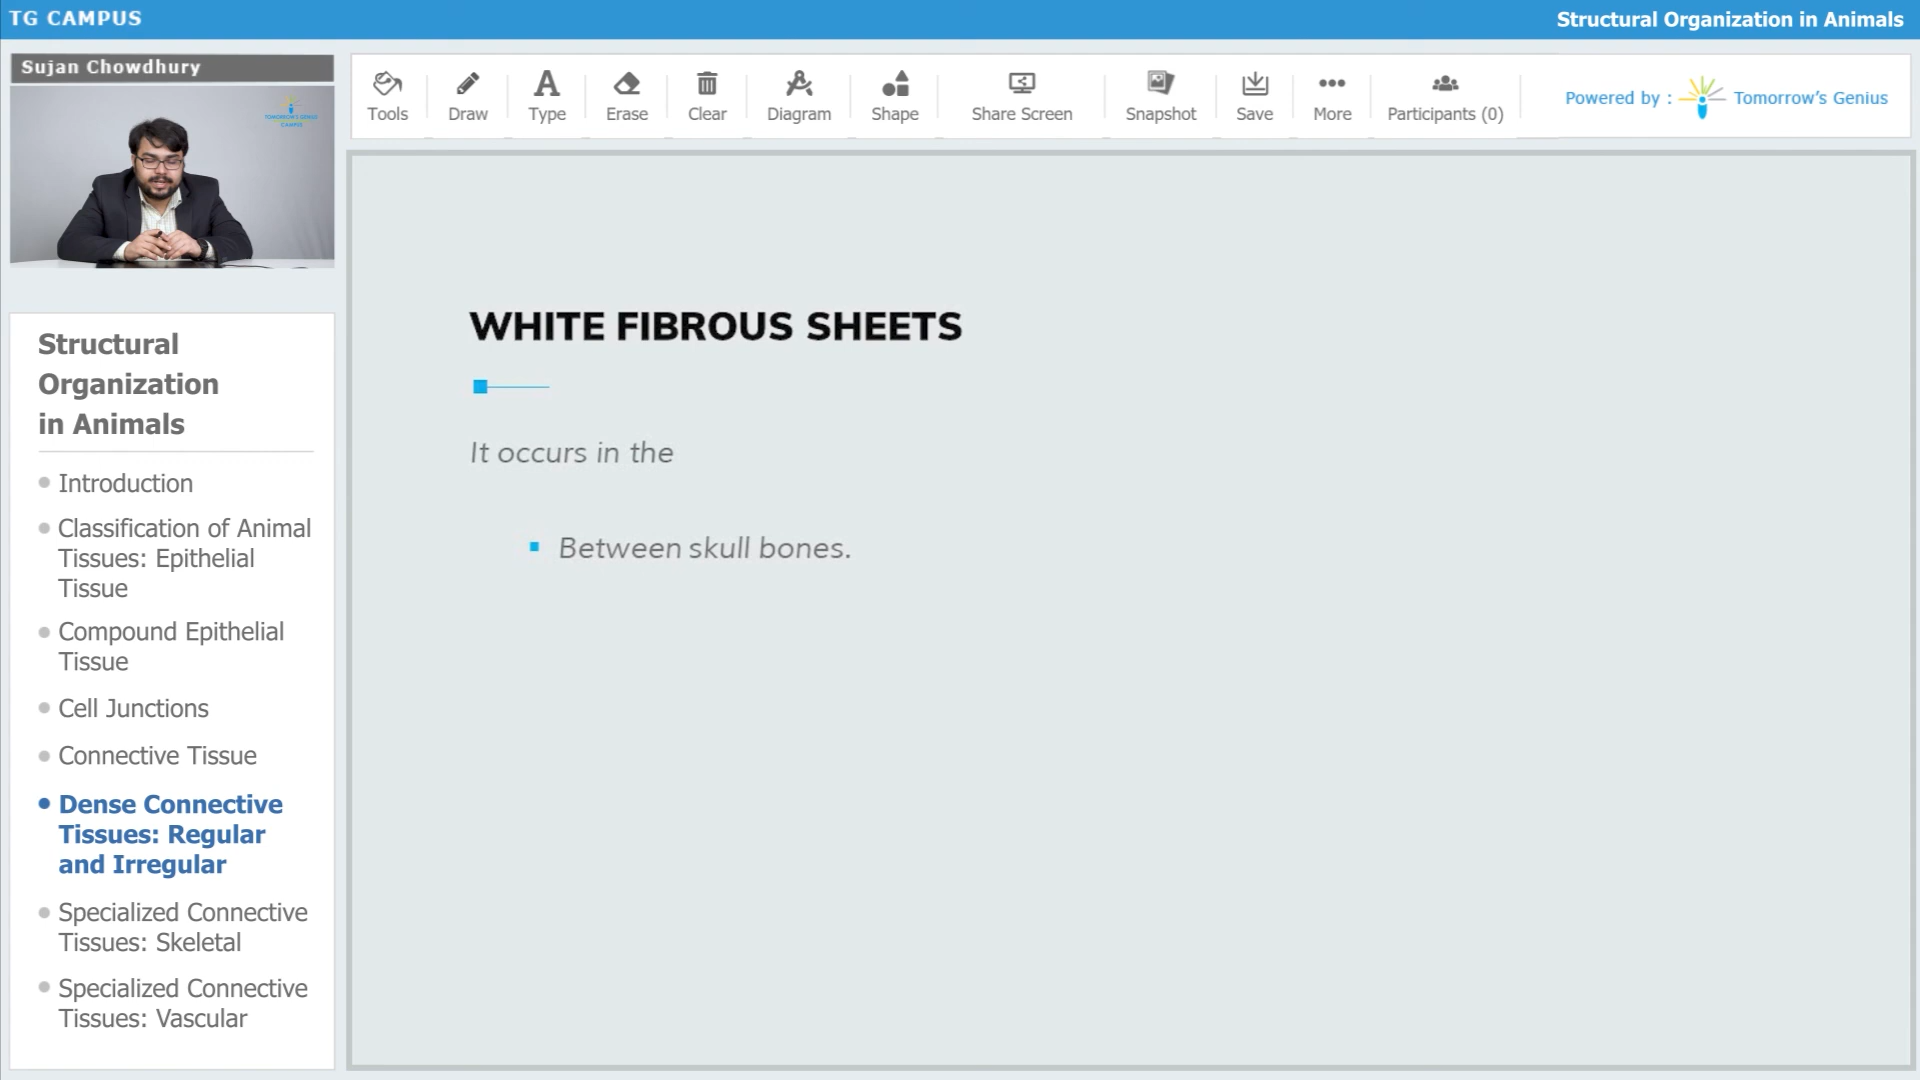 TG CAMPUS
Structural Organization in Animals
Sujan Chowdhury
TOMORROW'S GENIUS
CAMPUS
Tools
Draw
Type
Erase
Clear
Diagram
Shape
Share Screen
Snapshot
Save
More
Participants (0)
Powered by :
Tomorrow's Genius
Structural
Organization
in Animals
Introduction
Classification of Animal
Tissues: Epithelial
Tissue
Compound Epithelial
Tissue
Cell Junctions
Connective Tissue
Dense Connective
Tissues: Regular
and Irregular
Specialized Connective
Tissues: Skeletal
Specialized Connective
Tissues: Vascular
WHITE FIBROUS SHEETS
It occurs in the
Between skull bones.